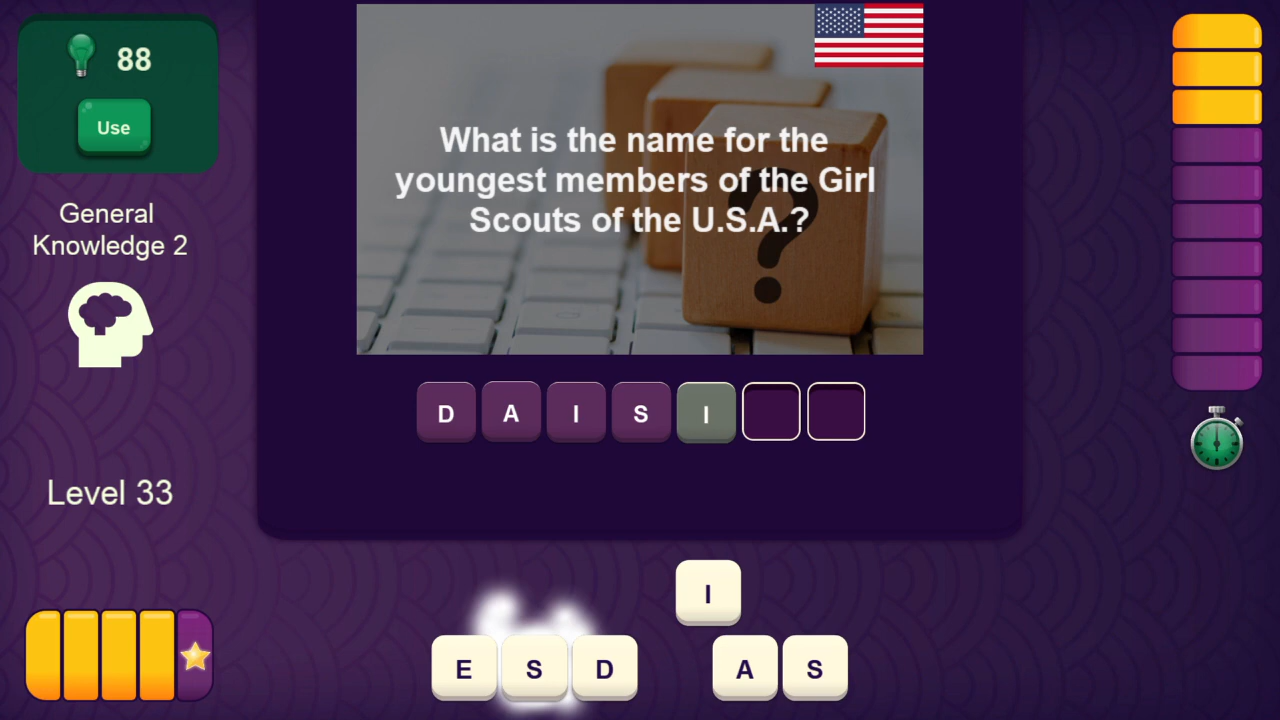 88
Use
General
Knowledge 2
Level 33
What is the name for the
youngest members of the Girl
Scouts of the U.S.A.?
?
D A I S I
I
E S D A S